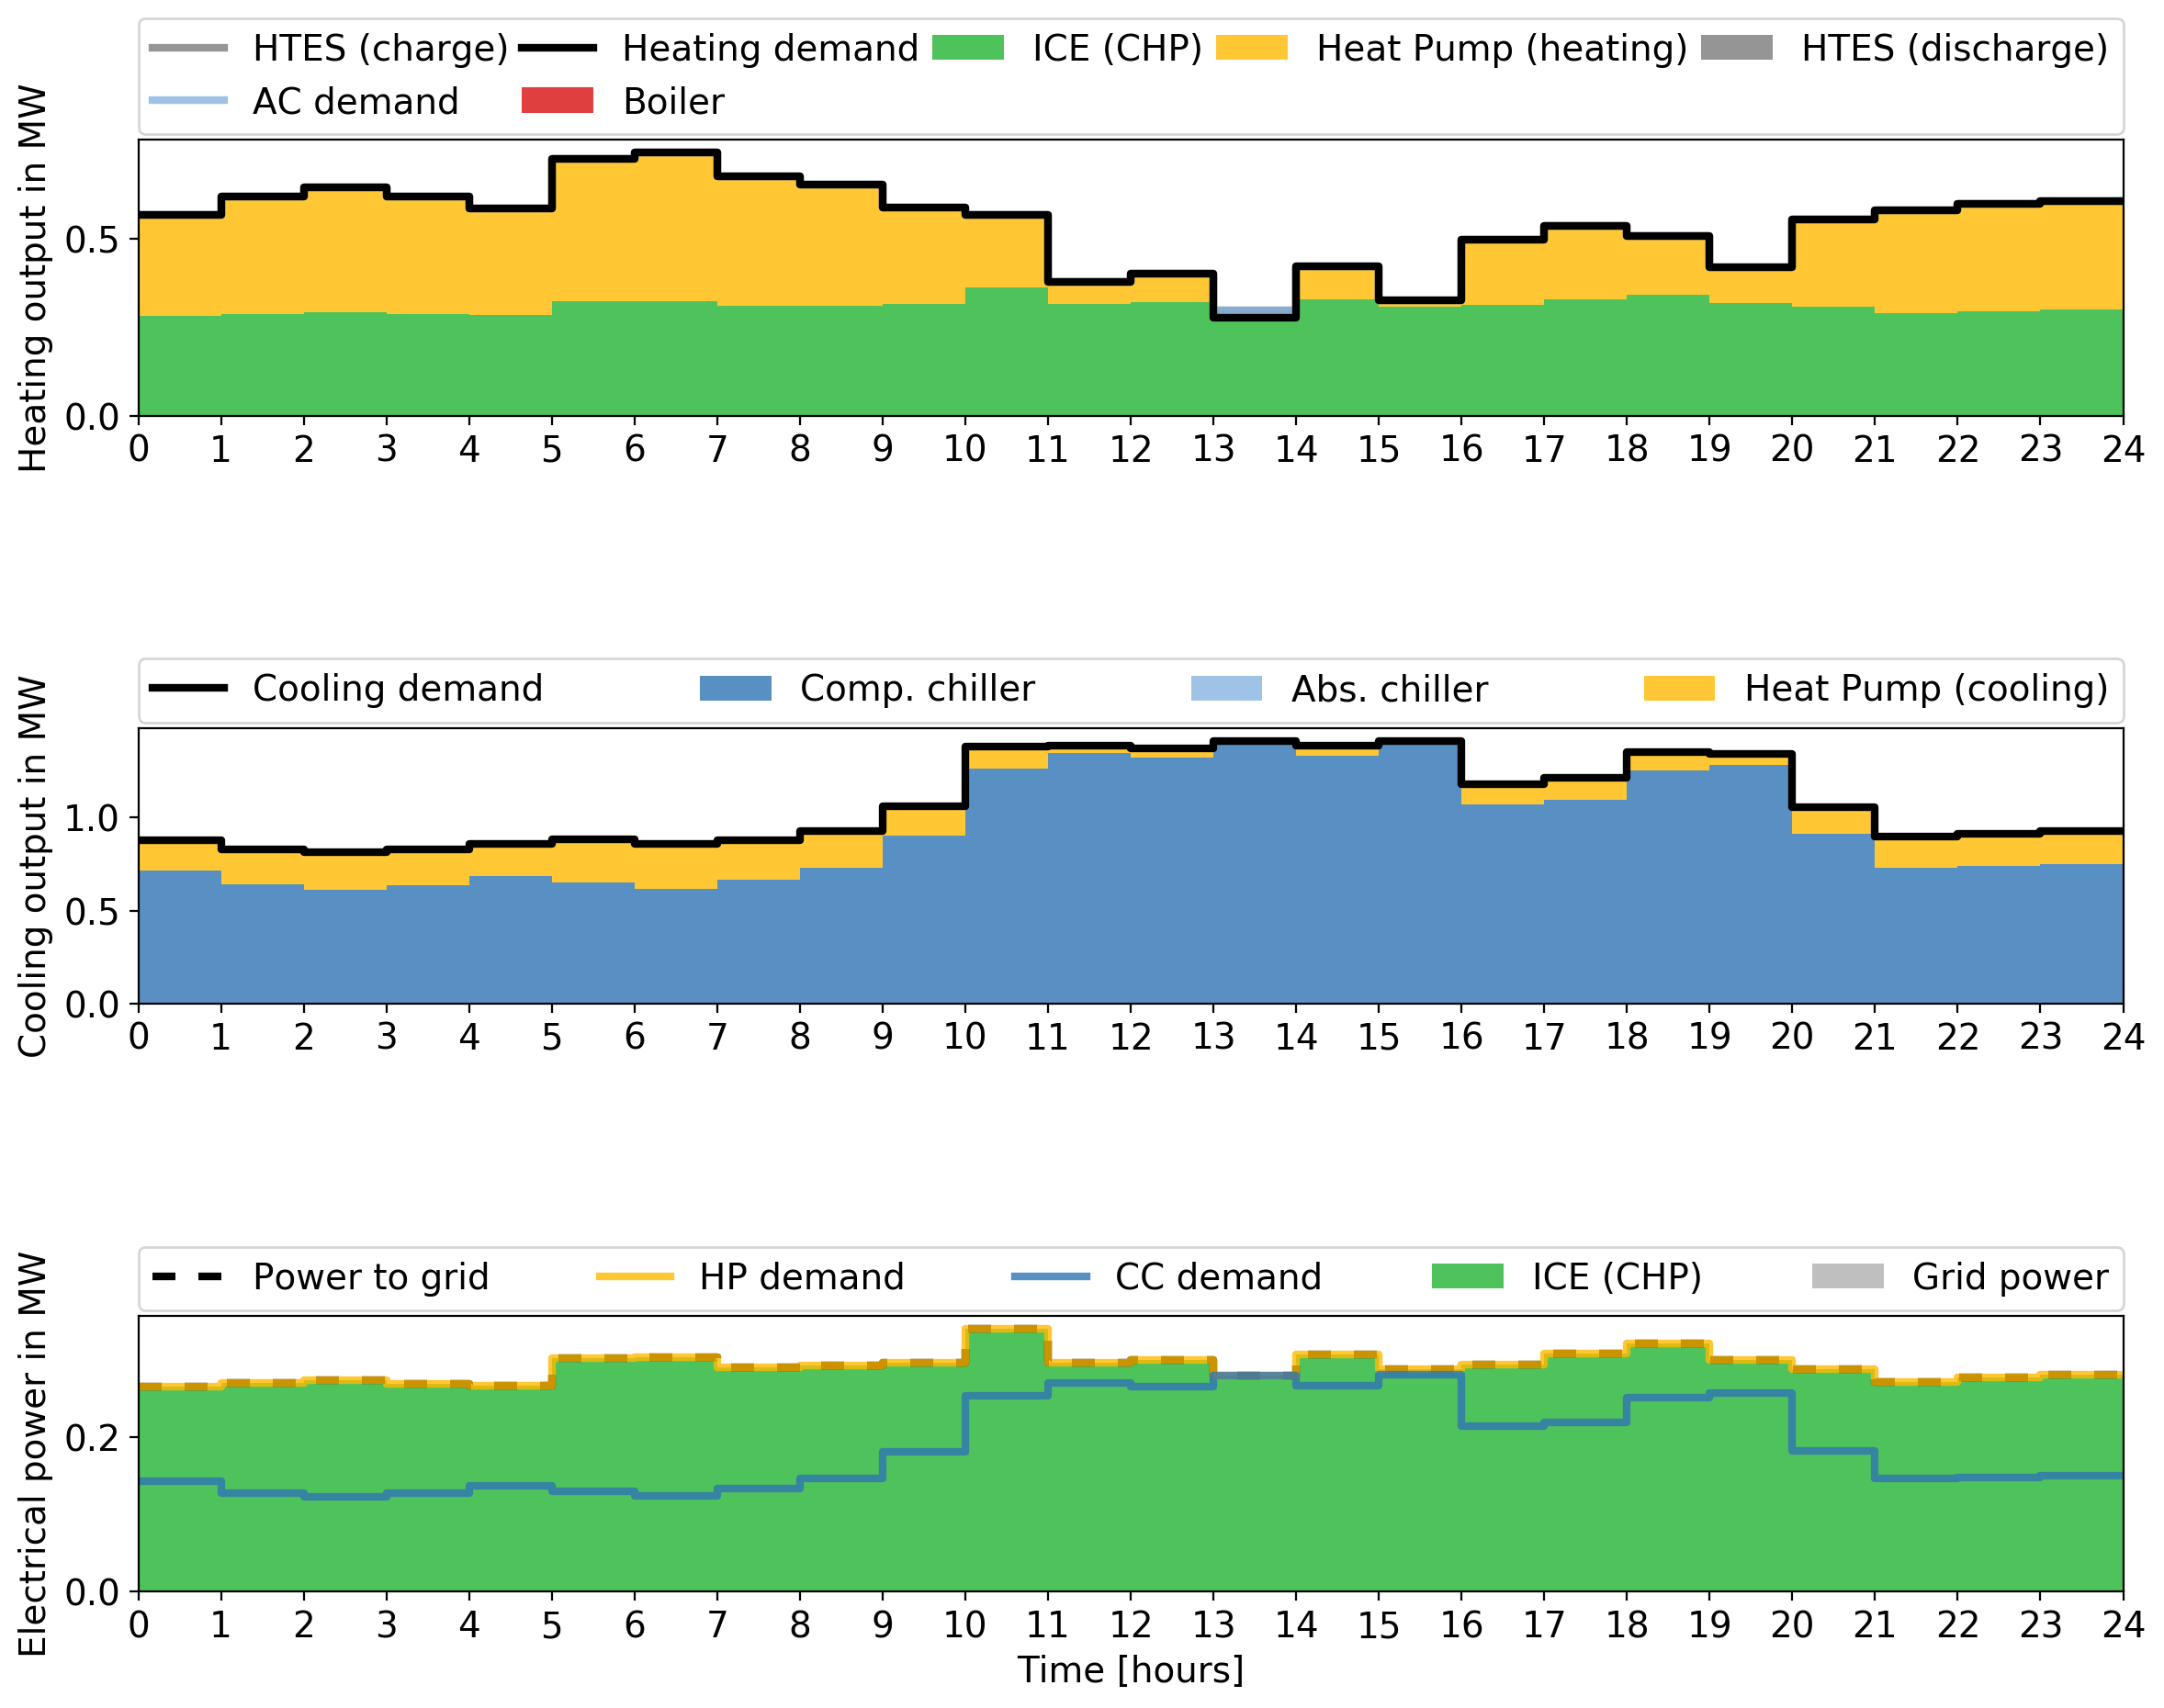 HTES (charge) Heating demand ICE (CHP) Heat Pump (heating) HTES (discharge)
AC demand Boiler
Heating output in MW
0.5
0.0
0 1 2 3 4 5 6 7 8 9 10 11 12 13 14 15 16 17 18 19 20 21 22 23 24
Cooling demand Comp. chiller Abs. chiller Heat Pump (cooling)
Cooling output in MW
1.0
0.5
0.0
0 1 2 3 4 5 6 7 8 9 10 11 12 13 14 15 16 17 18 19 20 21 22 23 24
Power to grid HP demand CC demand ICE (CHP) Grid power
Electrical power in MW
0.2
0.0
0 1 2 3 4 5 6 7 8 9 10 11 12 13 14 15 16 17 18 19 20 21 22 23 24
Time [hours]